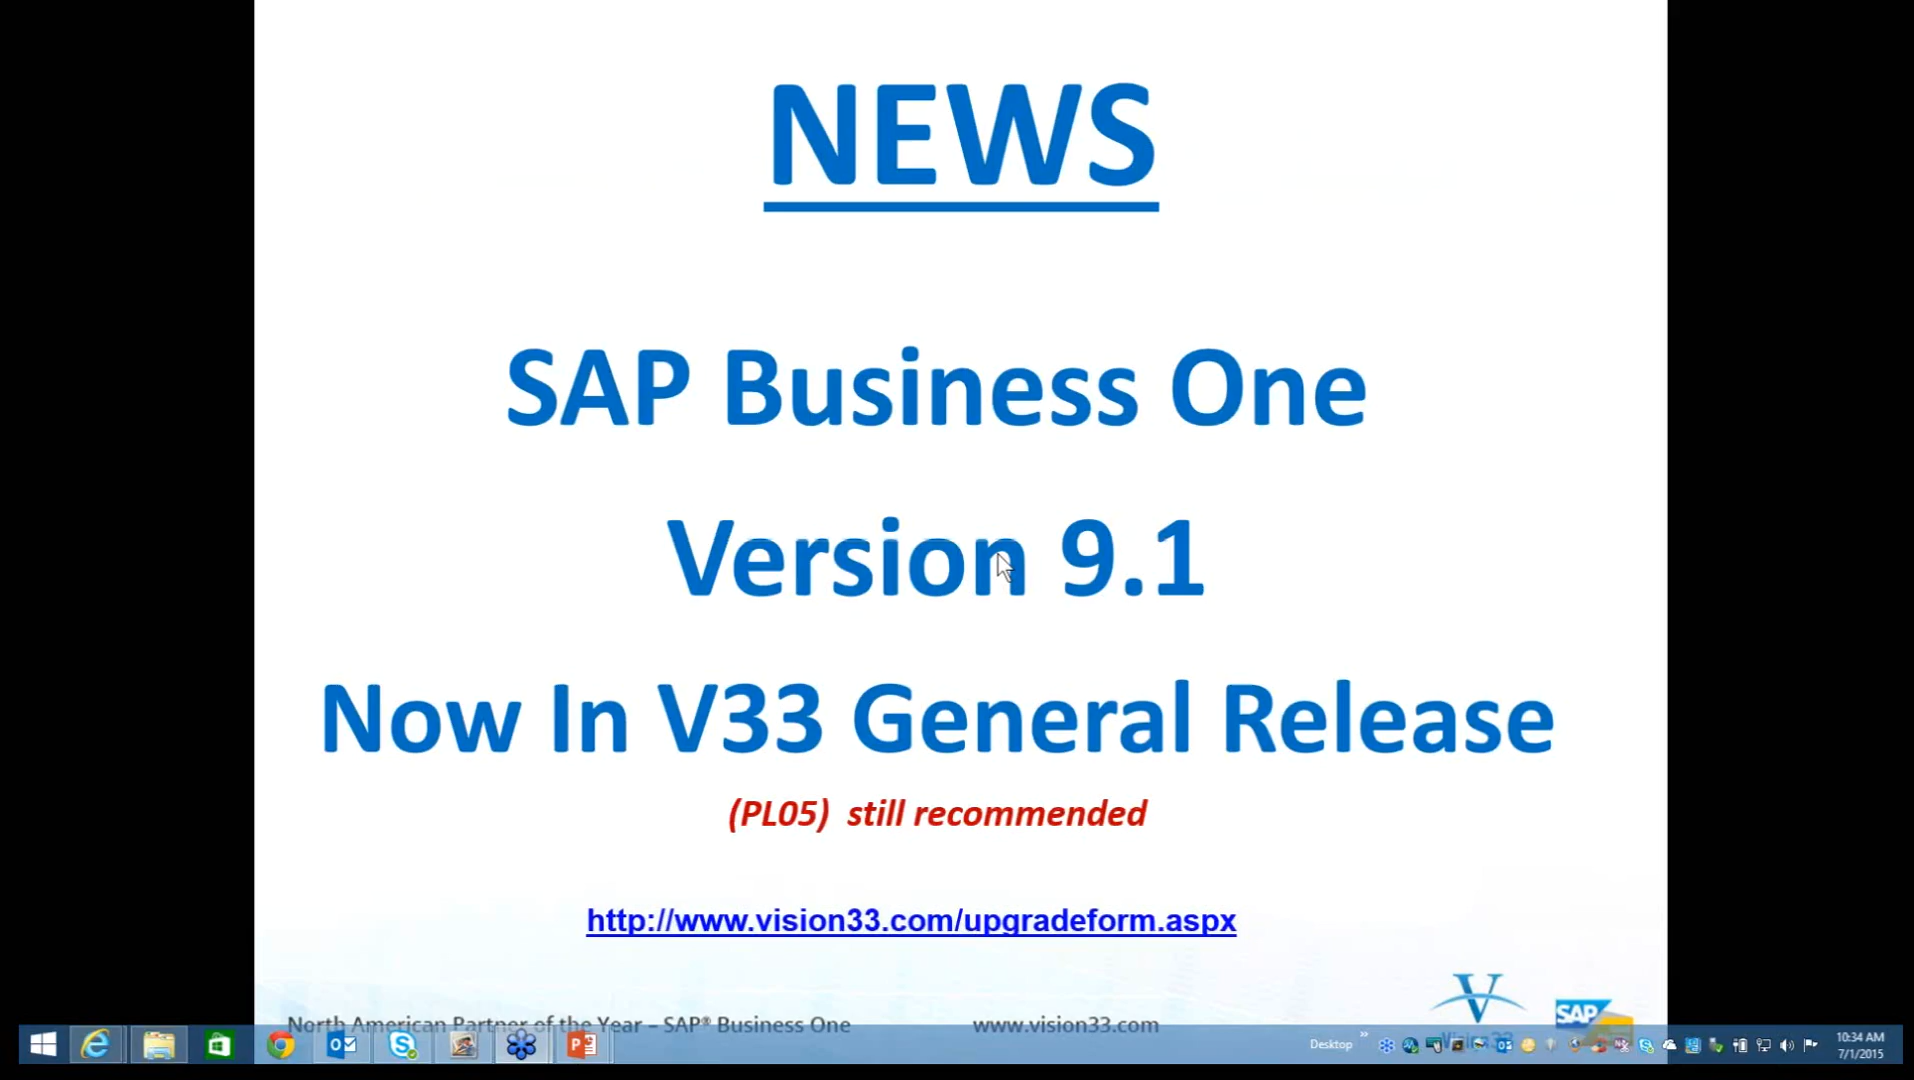 NEWS
SAP Business One
Version 9.1
Now In V33 General Release
(PL05) still recommended
http://www.vision33.com/upgradeform.aspx
North American Partner of the Year – SAP® Business One
www.vision33.com
Vision33
SAP
Desktop
10:34 AM
7/1/2015